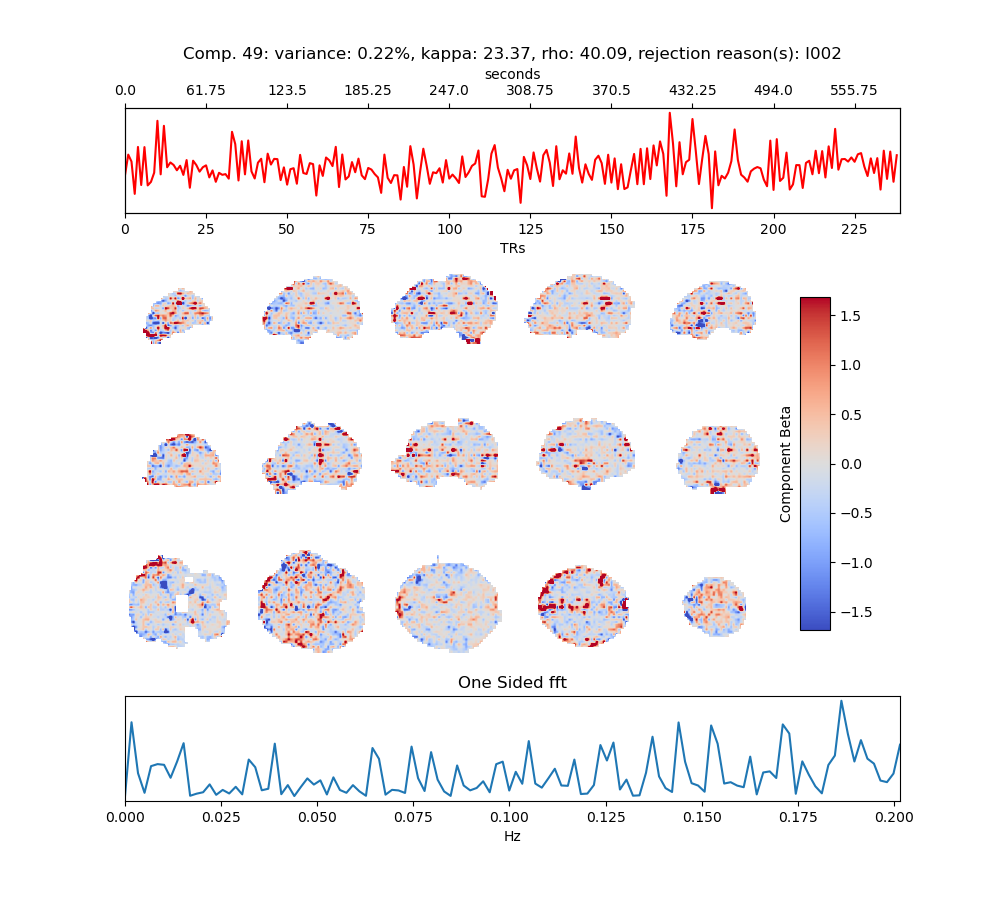 Comp. 49: variance: 0.22%, kappa: 23.37, rho: 40.09, rejection reason(s): I002
seconds
0.0 61.75 123.5 185.25 247.0 308.75 370.5 432.25 494.0 555.75
0 25 50 75 100 125 150 175 200 225
TRs
1.5
1.0
0.5
0.0
−0.5
−1.0
−1.5
Component Beta
One Sided fft
0.000 0.025 0.050 0.075 0.100 0.125 0.150 0.175 0.200
Hz